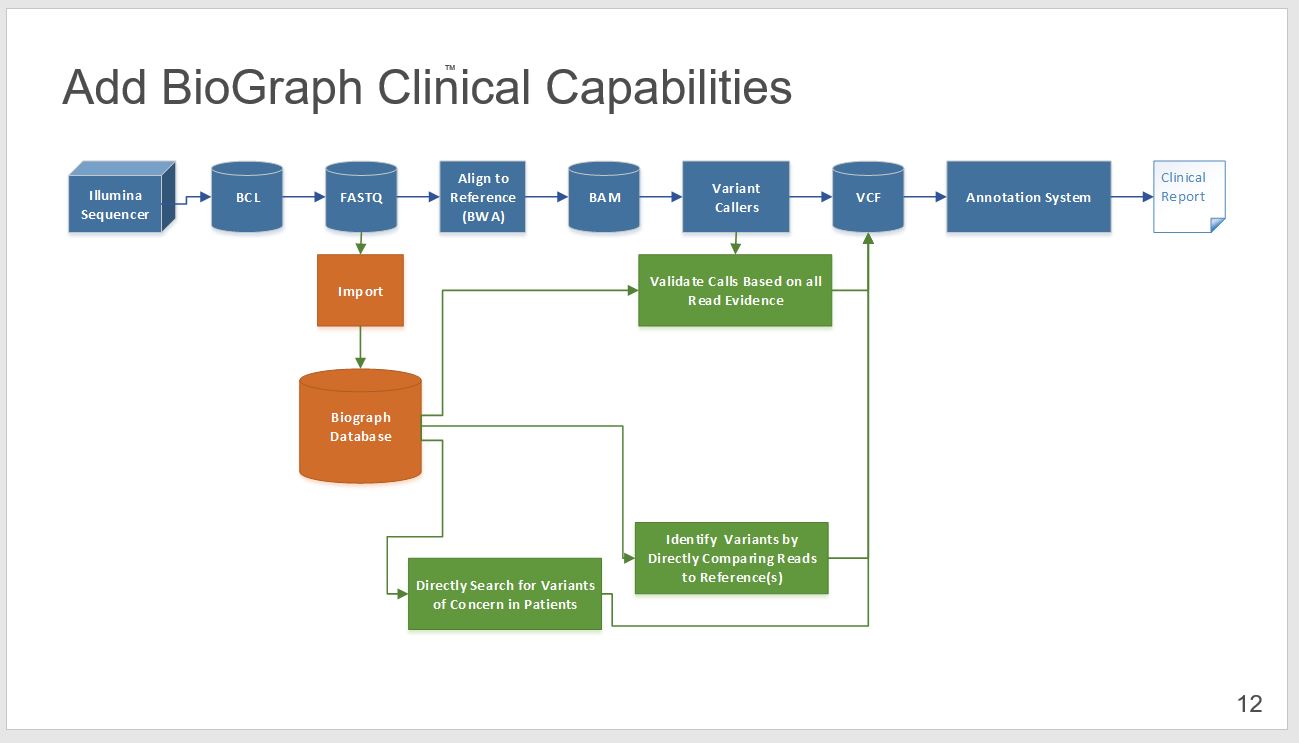 ™
Add BioGraph Clinical Capabilities
Illumina
Sequencer
BCL
FASTQ
Align to
Reference
(BWA)
BAM
Variant
Callers
VCF
Annotation System
Clinical
Report
Import
Validate Calls Based on all
Read Evidence
Biograph
Database
Identify Variants by
Directly Comparing Reads
to Reference(s)
Directly Search for Variants
of Concern in Patients
12